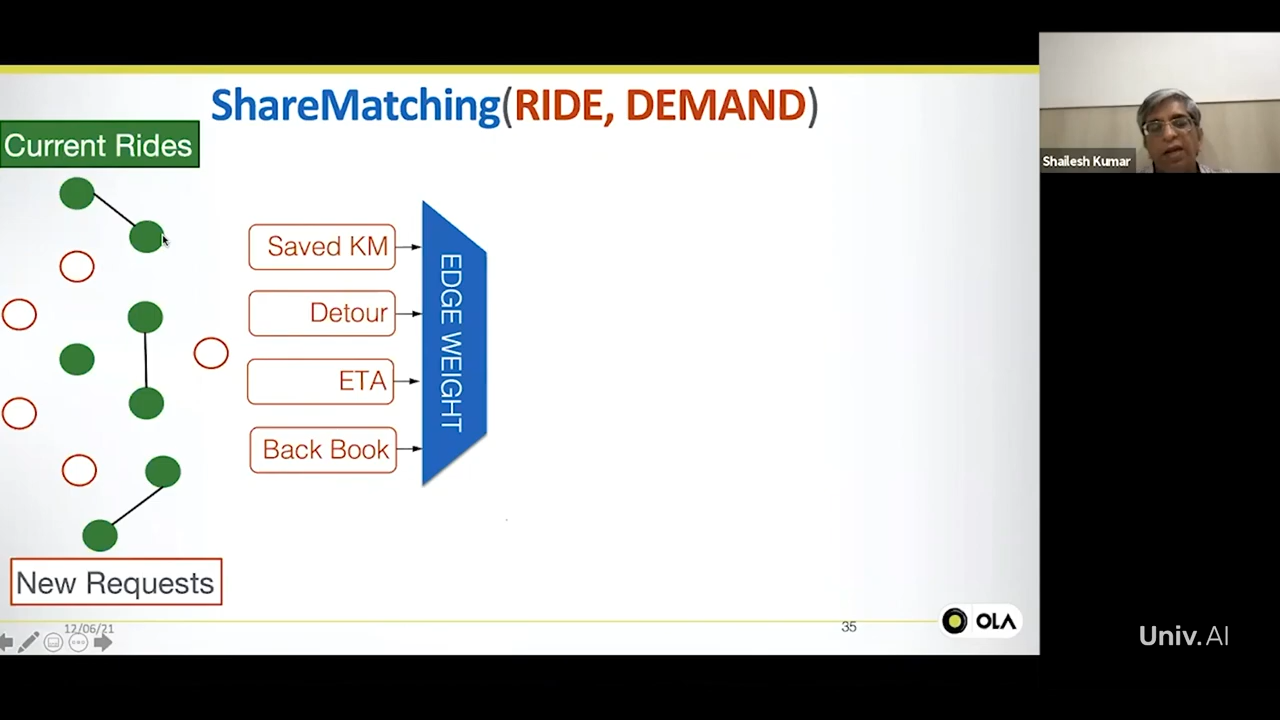 ShareMatching(RIDE, DEMAND)
Current Rides
Saved KM
Detour
ETA
Back Book
EDGE WEIGHT
New Requests
12/06/21
35
OLA
Shailesh Kumar
Univ.AI